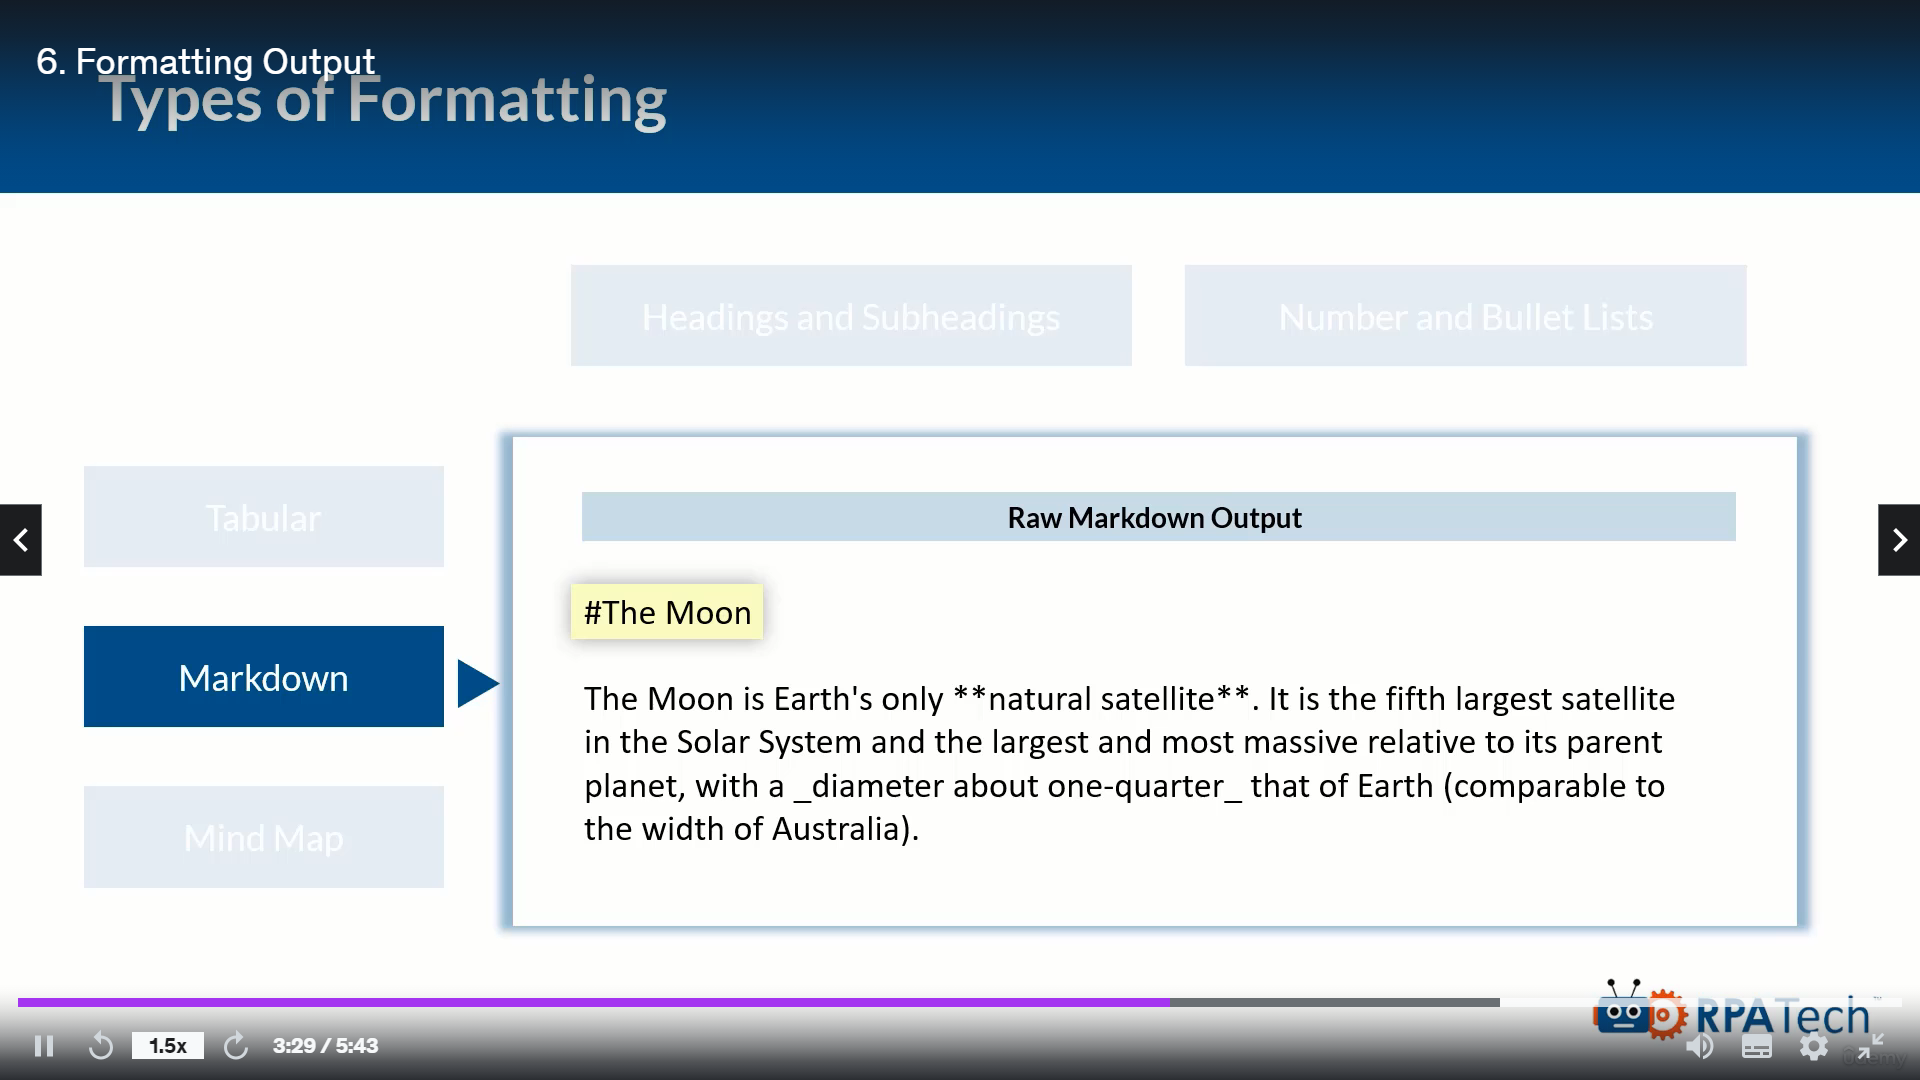 6. Formatting Output
Types of Formatting
Headings and Subheadings
Number and Bullet Lists
Tabular
Markdown
Mind Map
Raw Markdown Output
#The Moon
The Moon is Earth's only **natural satellite**. It is the fifth largest satellite
in the Solar System and the largest and most massive relative to its parent
planet, with a _diameter about one-quarter_ that of Earth (comparable to
the width of Australia).
RPATech
1.5x
3:29 / 5:43
Udemy